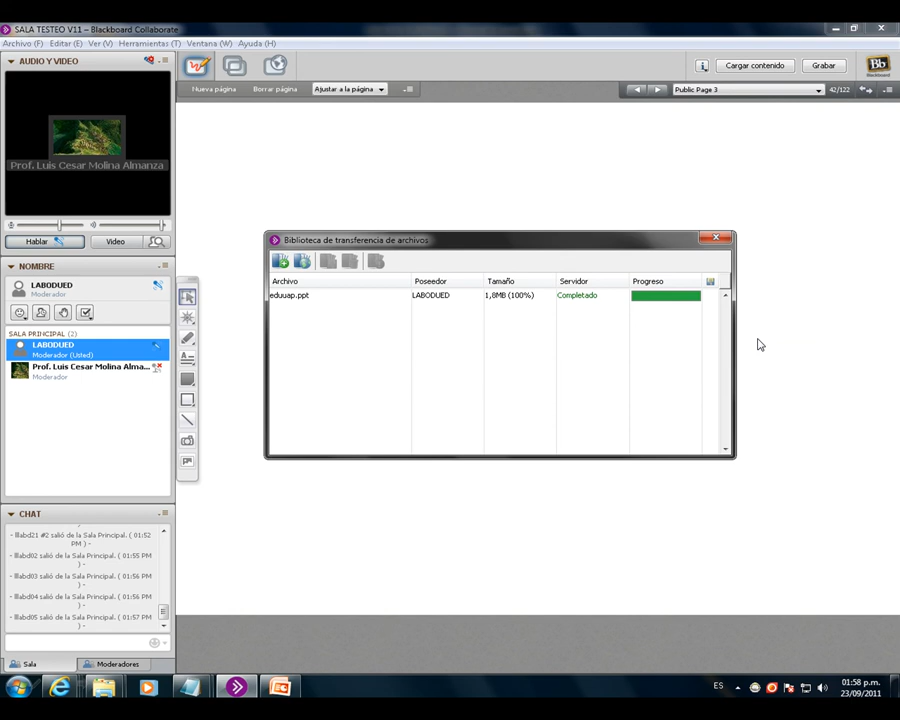 SALA TESTEO V11 – Blackboard Collaborate
Archivo (F) Editar (E) Ver (V) Herramientas (T) Ventana (W) Ayuda (H)
AUDIO Y VIDEO
Cargar contenido
Grabar
Bb
Blackboard
Nueva página
Borrar página
Ajustar a la página
Public Page 3
42/122
Prof. Luis Cesar Molina Almanza
Hablar
Video
NOMBRE
LABODUED
Moderador
SALA PRINCIPAL (2)
LABODUED
Moderador (Usted)
Prof. Luis Cesar Molina Alma...
Moderador
Biblioteca de transferencia de archivos
Archivo Poseedor Tamaño Servidor Progreso
eduuap.ppt LABODUED 1,8MB (100%) Completado
CHAT
#2 salió de la Sala Principal. ( 01:52
PM ) -
salió de la Sala Principal. ( 01:55 PM
) -
salió de la Sala Principal. ( 01:56 PM
) -
salió de la Sala Principal. ( 01:56 PM
) -
salió de la Sala Principal. ( 01:57 PM
) -
Sala
Moderadores
ES
01:58 p.m.
23/09/2011